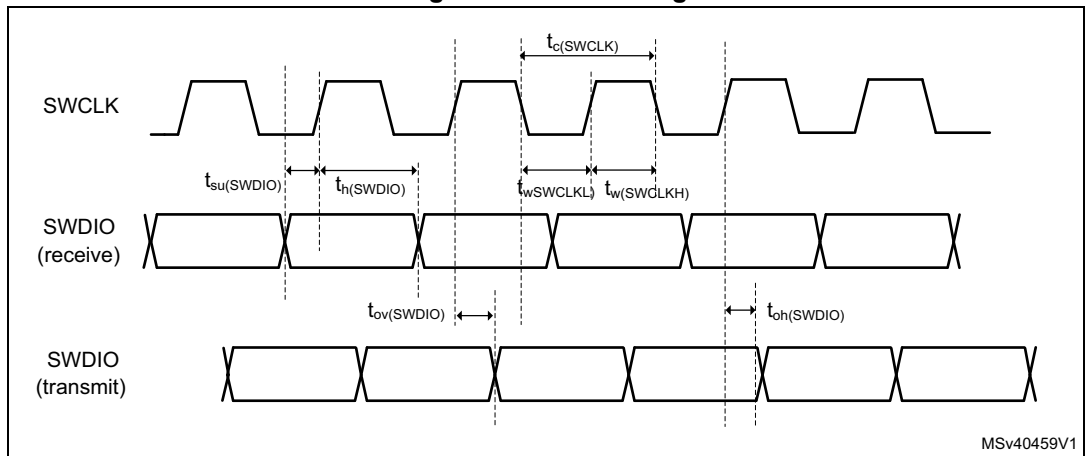 t_c(SWCLK)
SWCLK
t_su(SWDIO) t_h(SWDIO) t_wSWCLKL) t_w(SWCLKH)
SWDIO
(receive)
t_ov(SWDIO) t_oh(SWDIO)
SWDIO
(transmit)
MSv40459V1